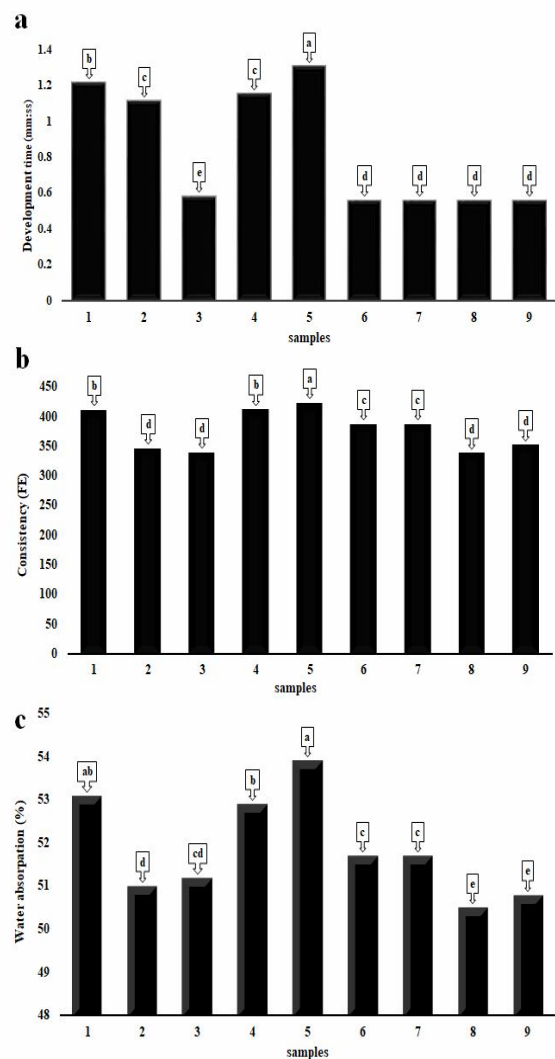 a
Development time (mm:ss)
1.4
1.2
1
0.8
0.6
0.4
0.2
0
b
c
e
c
a
d
d
d
d
1 2 3 4 5 6 7 8 9
samples
b
Consistency (FE)
450
400
350
300
250
200
150
100
50
0
b
d
d
b
a
c
c
d
d
1 2 3 4 5 6 7 8 9
samples
c
Water absorpation (%)
55
54
53
52
51
50
49
48
ab
d
cd
b
a
c
c
e
e
1 2 3 4 5 6 7 8 9
samples